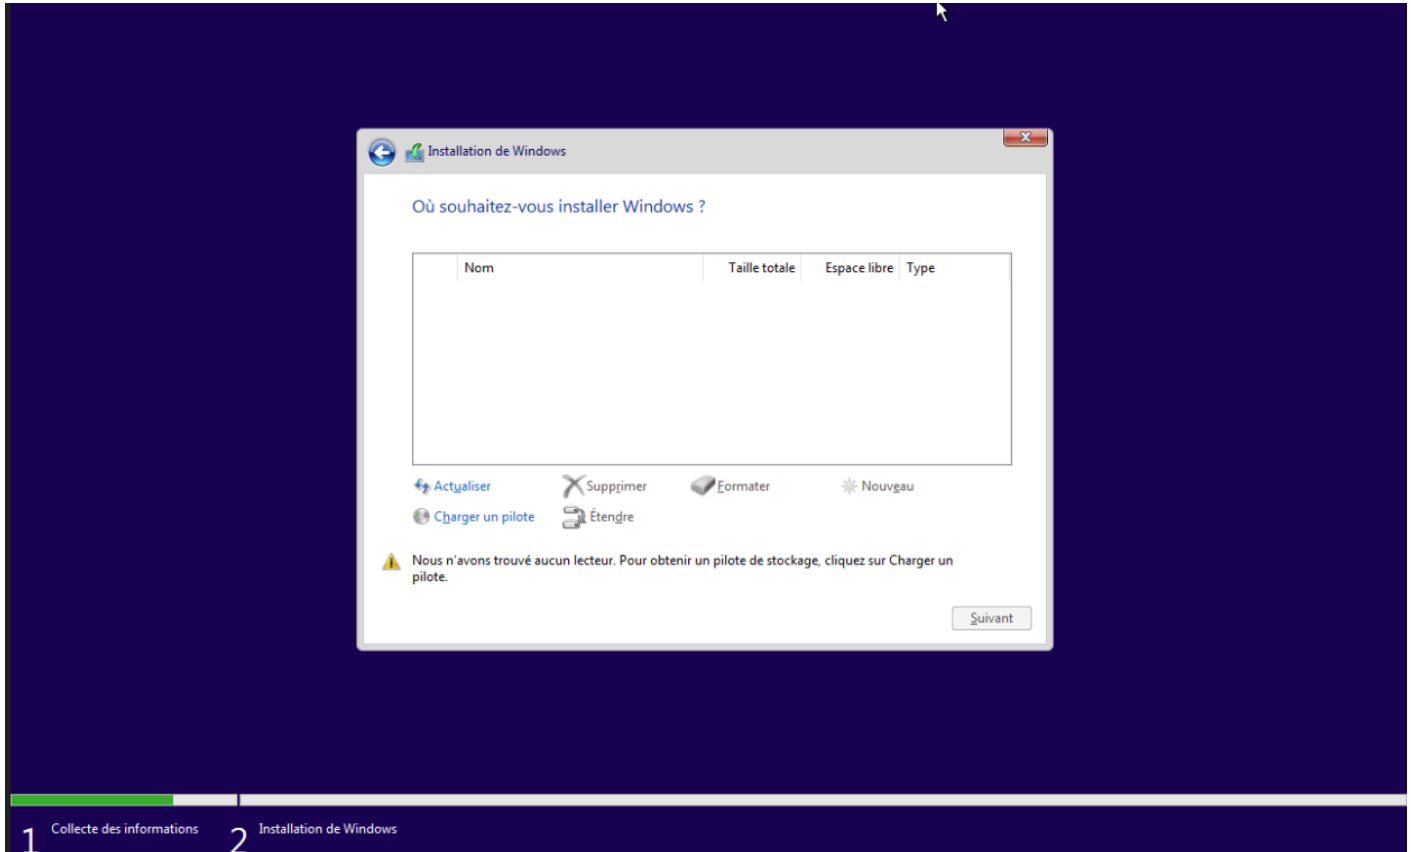 Installation de Windows
Où souhaitez-vous installer Windows ?
Nom Taille totale Espace libre Type
Actualiser Supprimer Formater Nouveau
Charger un pilote Étendre
Nous n'avons trouvé aucun lecteur. Pour obtenir un pilote de stockage, cliquez sur Charger un
pilote.
Suivant
1 Collecte des informations 2 Installation de Windows